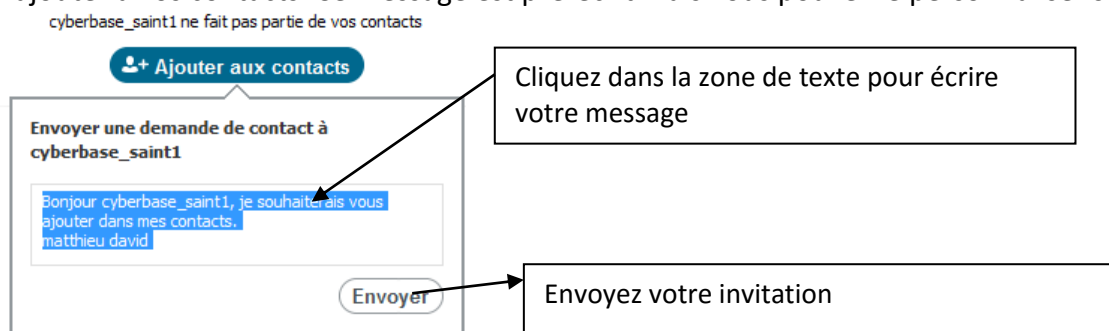 cyberbase_saint1 ne fait pas partie de vos contacts
Ajouter aux contacts
Cliquez dans la zone de texte pour écrire
votre message
Envoyer une demande de contact à
cyberbase_saint1
Bonjour cyberbase_saint1, je souhaiterais vous
ajouter dans mes contacts.
matthieu david
Envoyer
Envoyez votre invitation